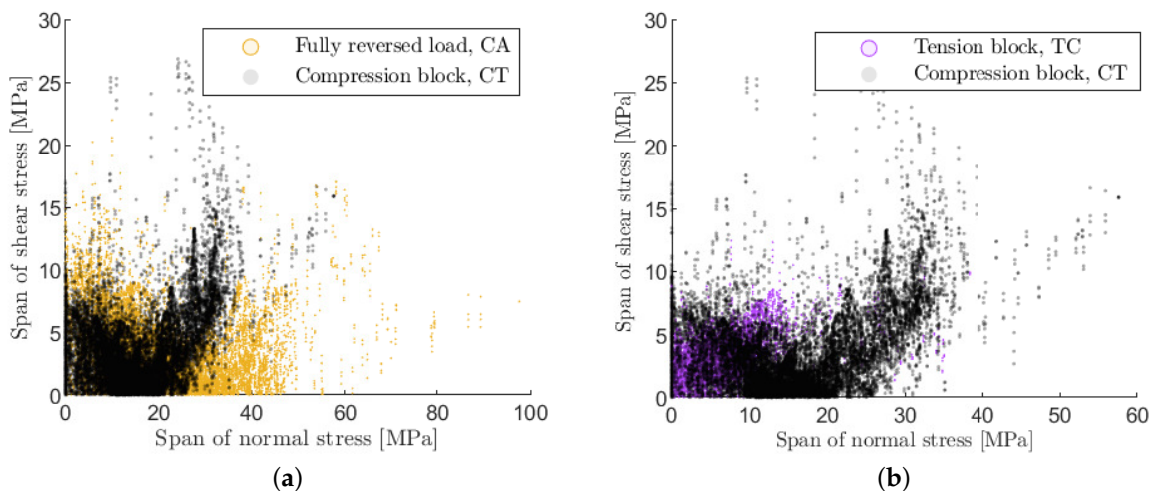 Fully reversed load, CA
Compression block, CT
Span of shear stress [MPa]
30
25
20
15
10
5
0
0 20 40 60 80 100
Span of normal stress [MPa]
(a)
Tension block, TC
Compression block, CT
Span of shear stress [MPa]
30
25
20
15
10
5
0
0 10 20 30 40 50 60
Span of normal stress [MPa]
(b)